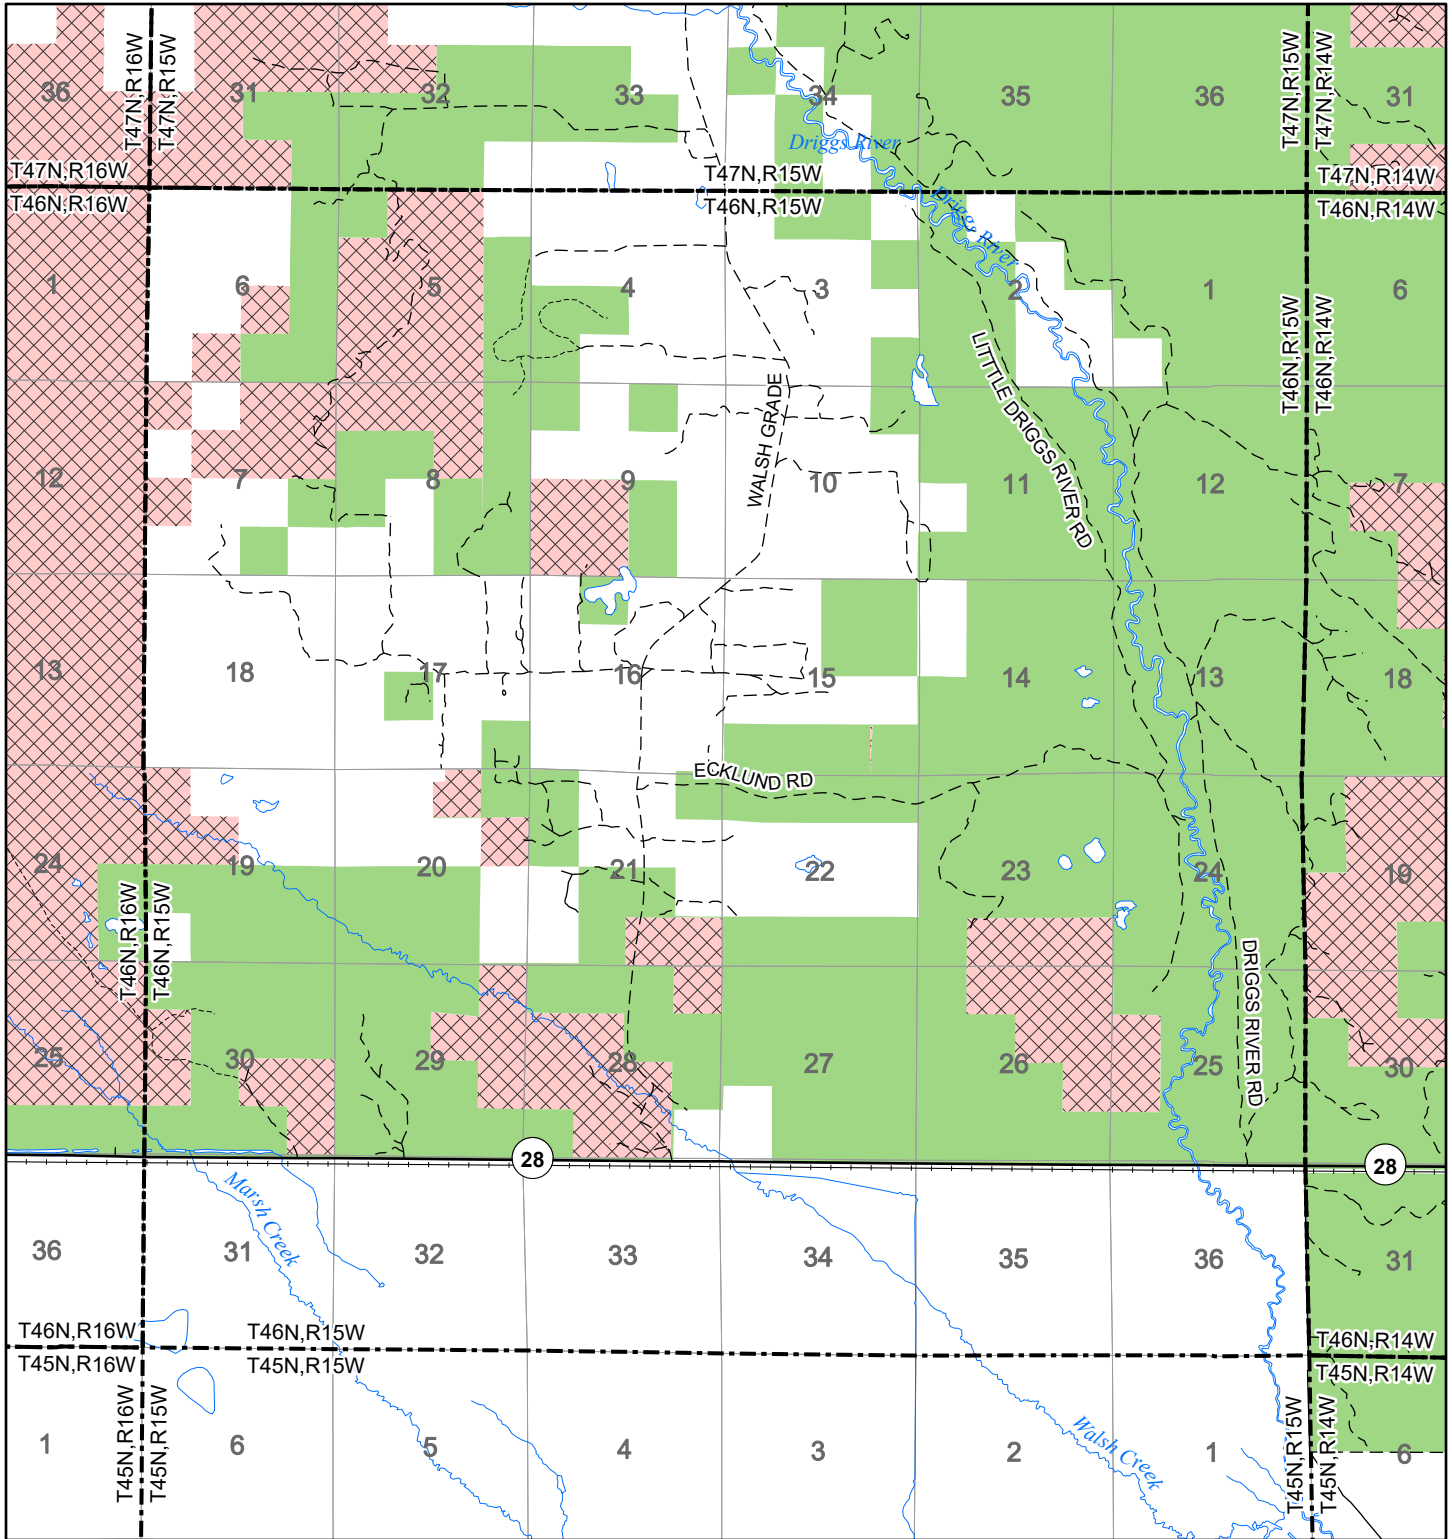 T47N,R16W
T47N,R15W
T47N,R15W
T47N,R14W
36
31
32
33
34
35
36
31
Driggs River
T47N,R16W
T47N,R15W
T47N,R14W
T46N,R16W
T46N,R15W
T46N,R14W
Driggs River
1
6
5
4
3
2
1
6
T46N,R15W
T46N,R14W
LITTLE DRIGGS RIVER RD
WALSH GRADE
12
7
8
9
10
11
12
7
13
18
17
16
15
14
13
18
ECKLUND RD
24
19
20
21
22
23
24
19
T46N,R16W
T46N,R15W
DRIGGS RIVER RD
25
30
29
28
27
26
25
30
28
28
Marsh Creek
36
31
32
33
34
35
36
31
T46N,R16W
T46N,R15W
T46N,R14W
T45N,R16W
T45N,R15W
T45N,R14W
T45N,R16W
T45N,R15W
T45N,R15W
T45N,R14W
1
6
5
4
3
2
1
6
Walsh Creek